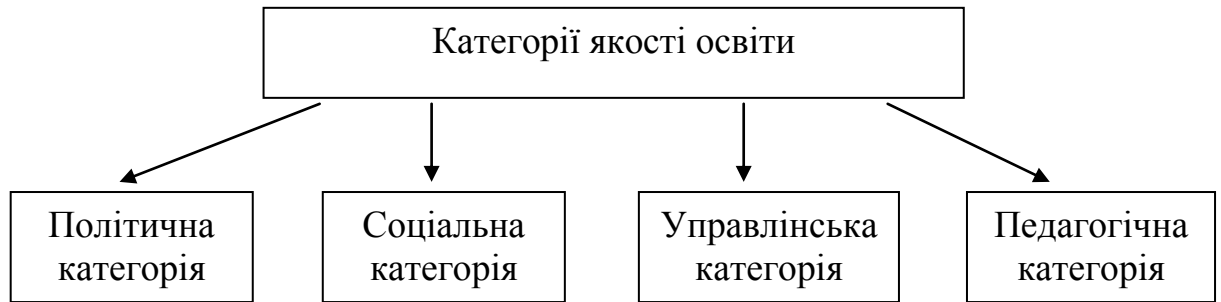 Категорії якості освіти
Політична
категорія
Соціальна
категорія
Управлінська
категорія
Педагогічна
категорія